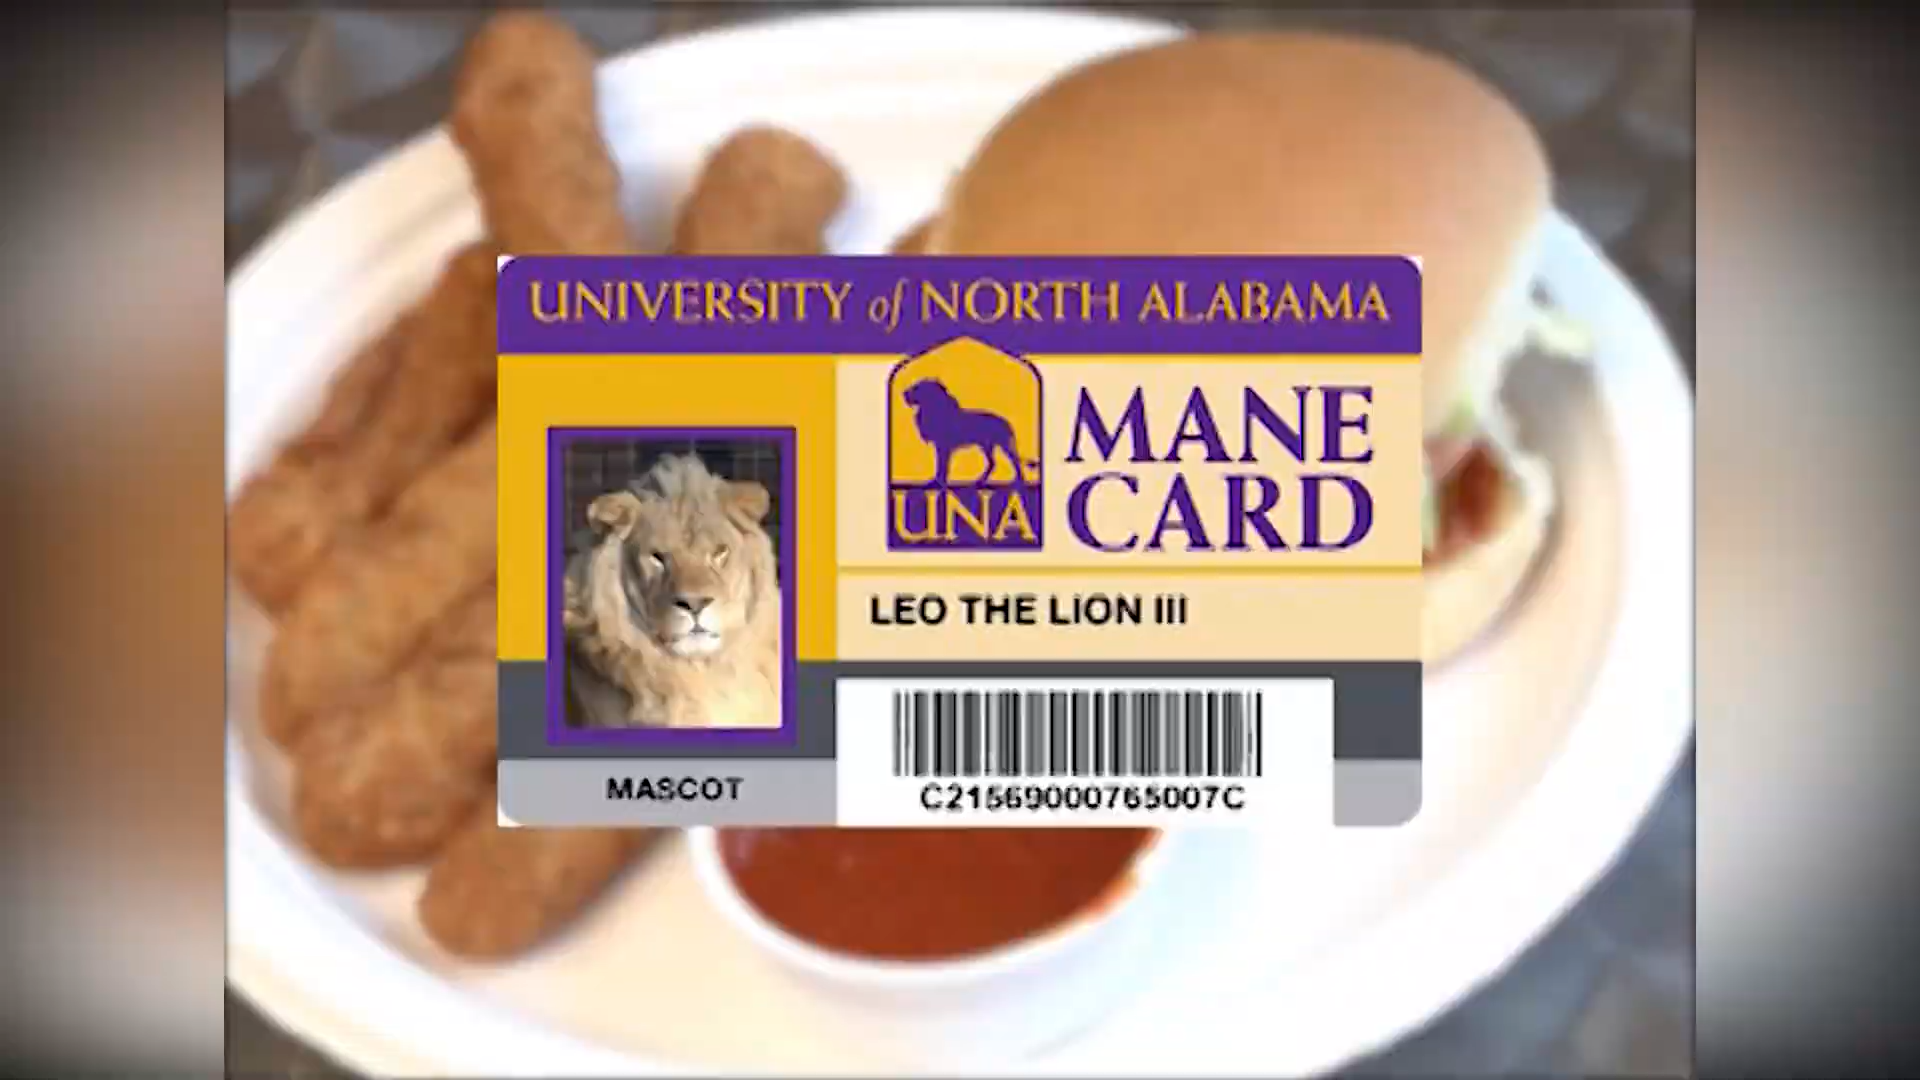 UNIVERSITY of NORTH ALABAMA
UNA
MANE
CARD
LEO THE LION III
MASCOT
C21569000765007C